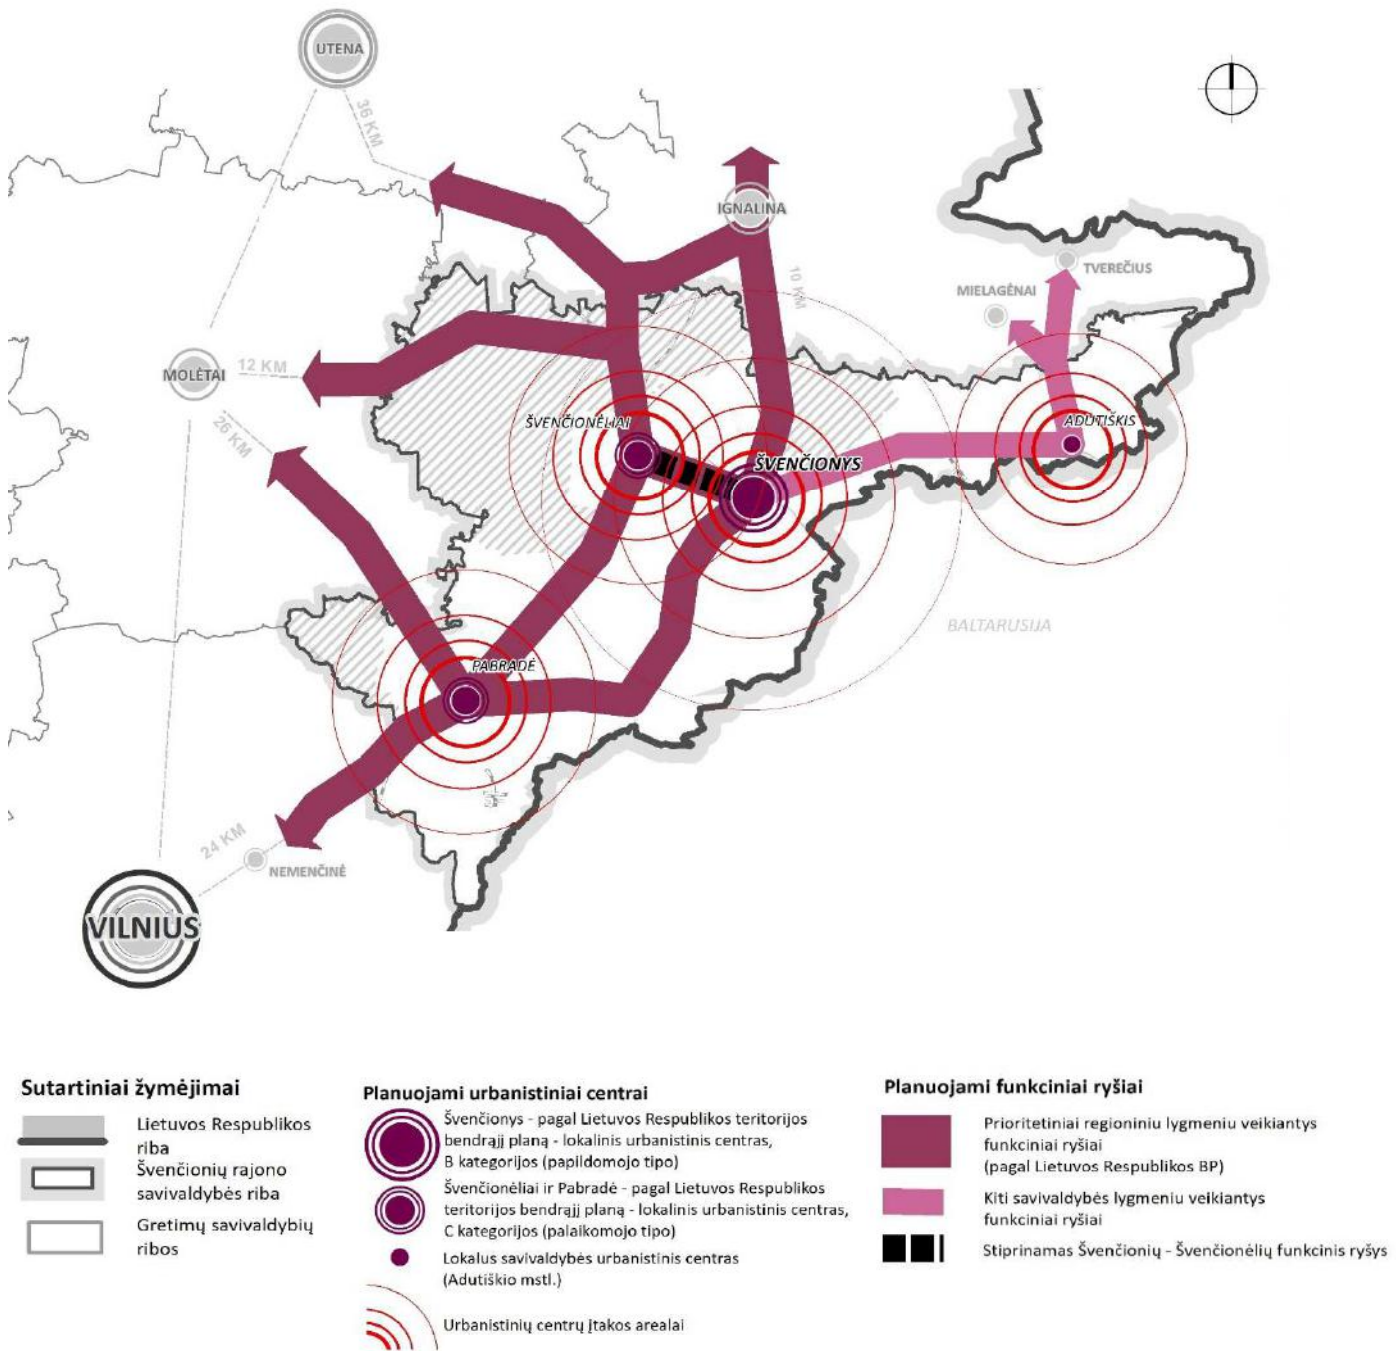 UTENA
36 KM
IGNALINA
10 KM
TVEREČIUS
MIELAGĖNAI
MOLĖTAI
12 KM
26 KM
ŠVENČIONĖLIAI
ADUTIŠKIS
ŠVENČIONYS
BALTARUSIJA
PABRADĖ
24 KM
NEMENČINĖ
VILNIUS
Sutartiniai žymėjimai
Lietuvos Respublikos
riba
Švenčionių rajono
savivaldybės riba
Gretimų savivaldybių
ribos
Planuojami urbanistiniai centrai
Švenčionys - pagal Lietuvos Respublikos teritorijos
bendrąjį planą - lokalinis urbanistinis centras,
B kategorijos (papildomojo tipo)
Švenčionėliai ir Pabradė - pagal Lietuvos Respublikos
teritorijos bendrąjį planą - lokalinis urbanistinis centras,
C kategorijos (palaikomojo tipo)
Lokalus savivaldybės urbanistinis centras
(Adutiškio mstl.)
Urbanistinių centrų įtakos arealai
Planuojami funkciniai ryšiai
Prioritetiniai regioniniu lygmeniu veikiantys
funkciniai ryšiai
(pagal Lietuvos Respublikos BP)
Kiti savivaldybės lygmeniu veikiantys
funkciniai ryšiai
Stiprinamas Švenčionių - Švenčionėlių funkcinis ryšys